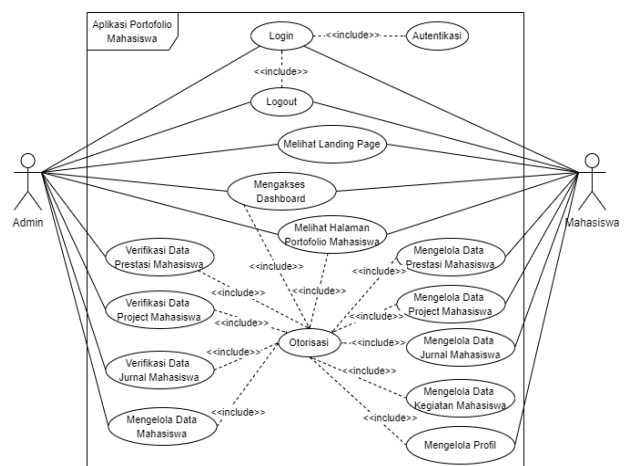 Aplikasi Portofolio
Mahasiswa
Login
<<include>>
Autentikasi
<<include>>
Logout
Melihat Landing Page
Mengakses
Dashboard
Admin
Mahasiswa
Melihat Halaman
Portofolio Mahasiswa
Verifikasi Data
Prestasi Mahasiswa
Mengelola Data
Prestasi Mahasiswa
<<include>>
<<include>>
<<include>>
<<include>>
Verifikasi Data
Project Mahasiswa
Mengelola Data
Project Mahasiswa
<<include>>
<<include>>
Otorisasi
Mengelola Data
Jurnal Mahasiswa
<<include>>
<<include>>
Verifikasi Data
Jurnal Mahasiswa
<<include>>
Mengelola Data
Kegiatan Mahasiswa
Mengelola Data
Mahasiswa
<<include>>
<<include>>
Mengelola Profil